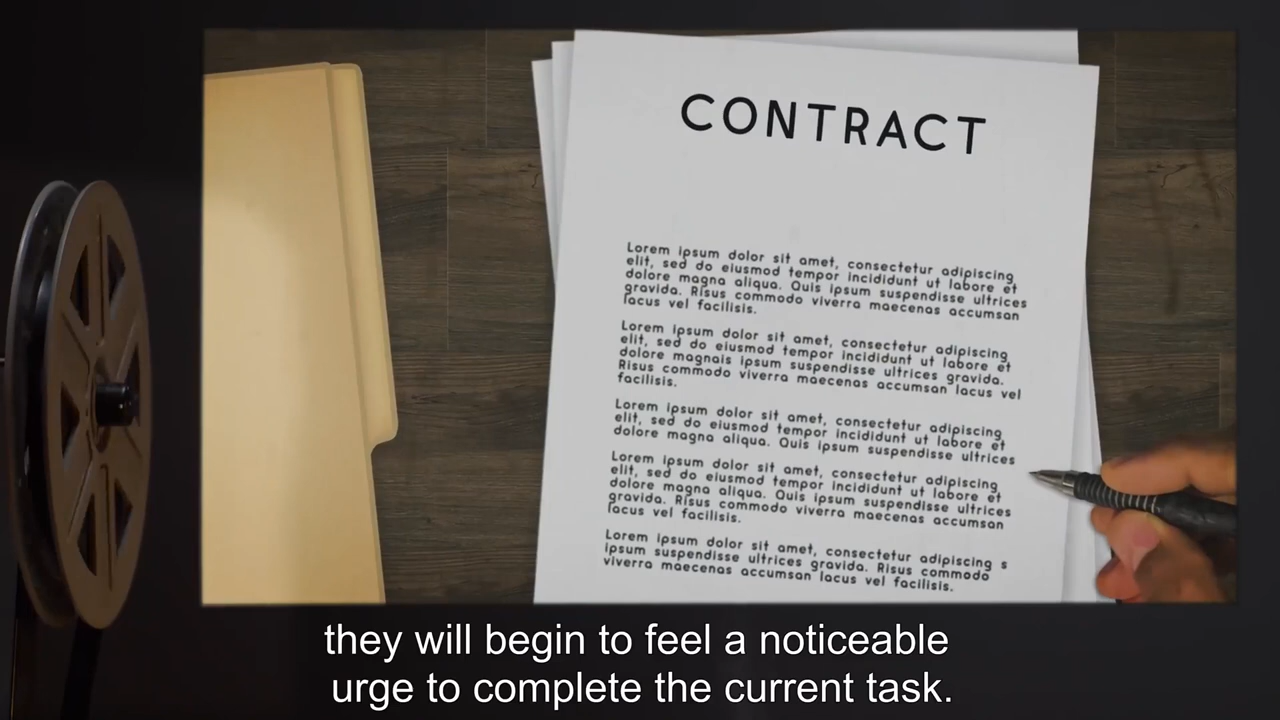 CONTRACT
Lorem ipsum dolor sit amet, consectetur adipiscing
elit, sed do eiusmod tempor incididunt ut labore et
dolore magna aliqua. Quis ipsum suspendisse ultrices
gravida. Risus commodo viverra maecenas accumsan
lacus vel facilisis.
Lorem ipsum dolor sit amet, consectetur adipiscing
elit, sed do eiusmod tempor incididunt ut labore et
dolore magnais ipsum suspendisse ultrices gravida.
Risus commodo viverra maecenas accumsan lacus vel
facilisis.
Lorem ipsum dolor sit amet, consectetur adipiscing
elit, sed do eiusmod tempor incididunt ut labore et
dolore magna aliqua. Quis ipsum suspendisse ultrices
Lorem ipsum dolor sit amet, consectetur adipiscing
elit, sed do eiusmod tempor incididunt ut labore et
dolore magna aliqua. Quis ipsum suspendisse ultrices
gravida. Risus commodo viverra maecenas accumsan
lacus vel facilisis.
Lorem ipsum dolor sit amet, consectetur adipiscing s
ipsum suspendisse ultrices gravida. Risus commodo
viverra maecenas accumsan lacus vel facilisis.
they will begin to feel a noticeable
urge to complete the current task.